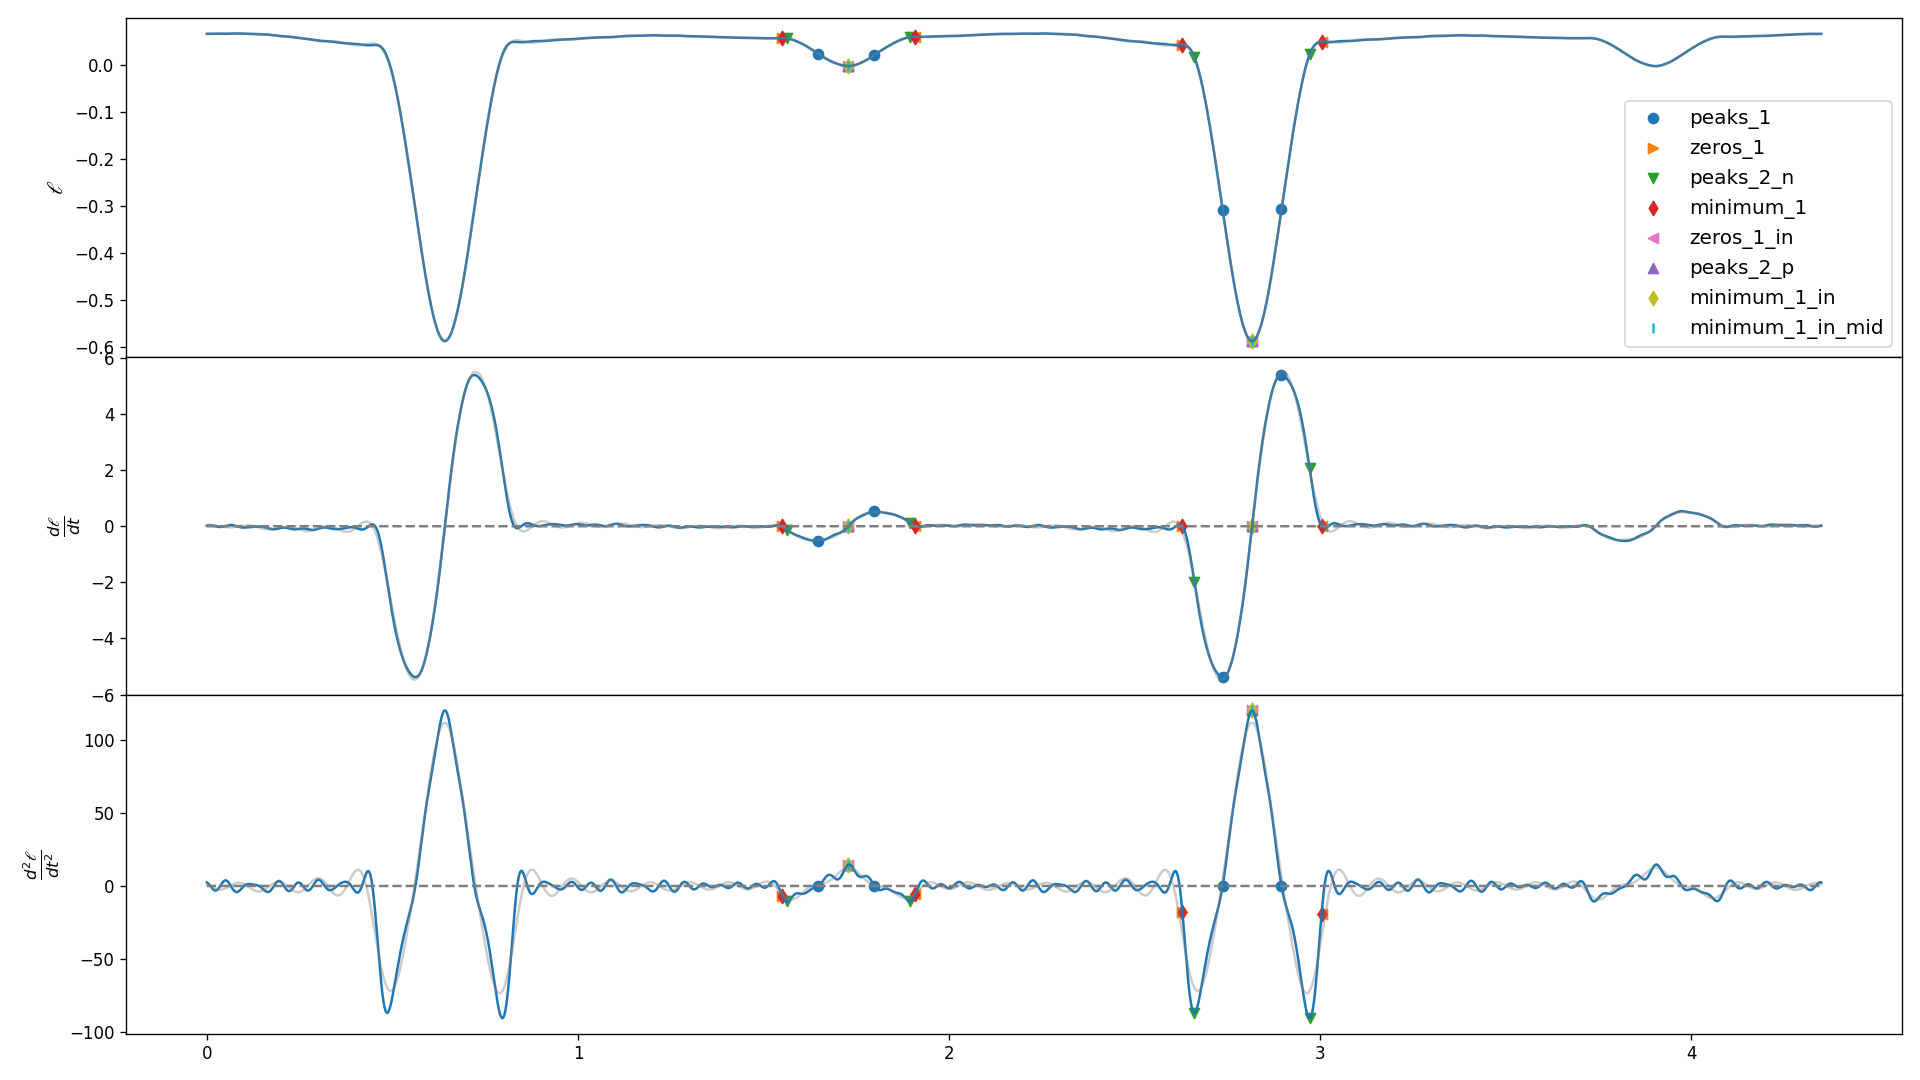 0.0
−0.1
−0.2
−0.3
−0.4
−0.5
−0.6
ℓ
peaks_1
zeros_1
peaks_2_n
minimum_1
zeros_1_in
peaks_2_p
minimum_1_in
minimum_1_in_mid
6
4
2
0
−2
−4
−6
dℓ
dt
100
50
0
−50
−100
d²ℓ
dt²
0 1 2 3 4